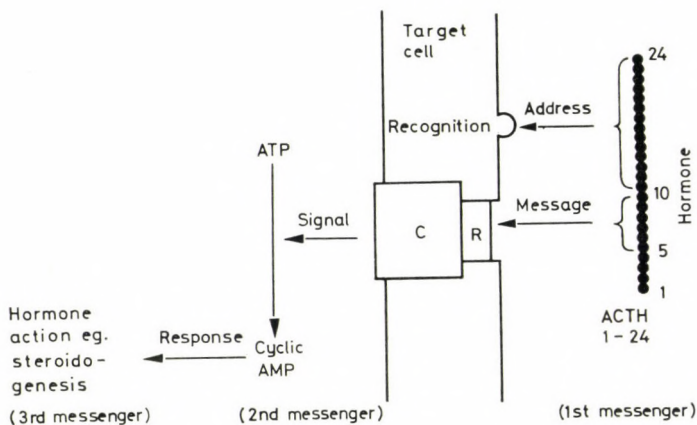 Target
cell
24
Address
Recognition
ATP
Hormone
10
Message
Signal
C
R
5
1
Hormone
action eg.
steroido-
genesis
Response
Cyclic
AMP
ACTH
1-24
(3rd messenger)
(2nd messenger)
(1st messenger)